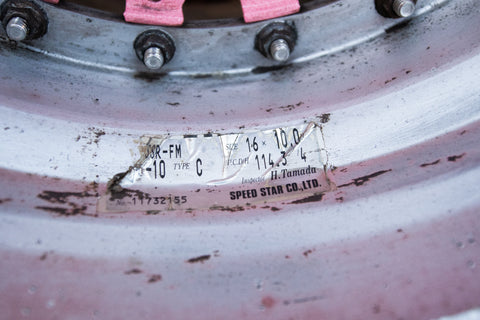 SR-FM SIZE 16 10.0
-10 TYPE C P.C.D/H 114.3 4
Inspector H.Tamada
11732155 SPEED STAR CO.,LTD.